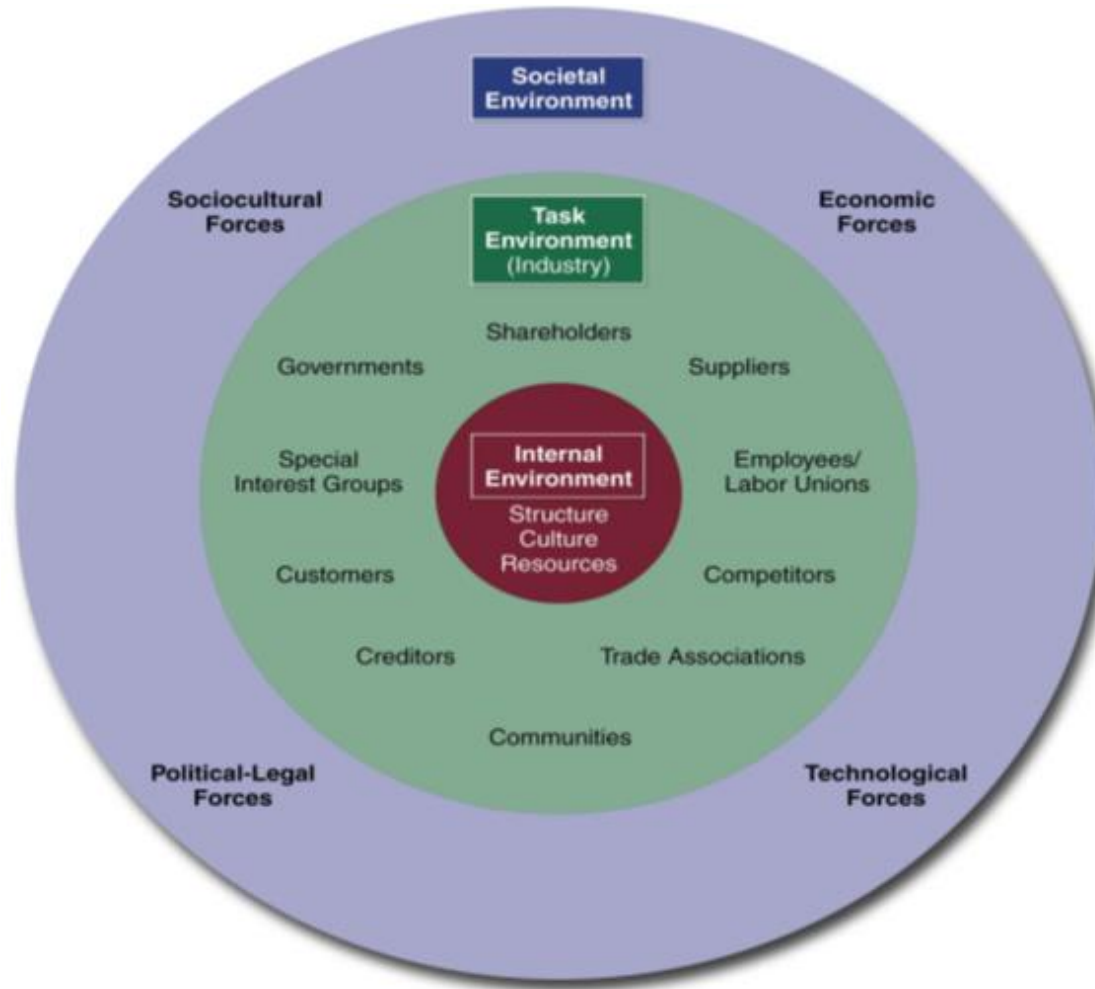 Societal
Environment
Sociocultural
Forces
Economic
Forces
Task
Environment
(Industry)
Shareholders
Governments
Suppliers
Special
Interest Groups
Internal
Environment
Structure
Culture
Resources
Employees/
Labor Unions
Customers
Competitors
Creditors
Trade Associations
Communities
Political-Legal
Forces
Technological
Forces